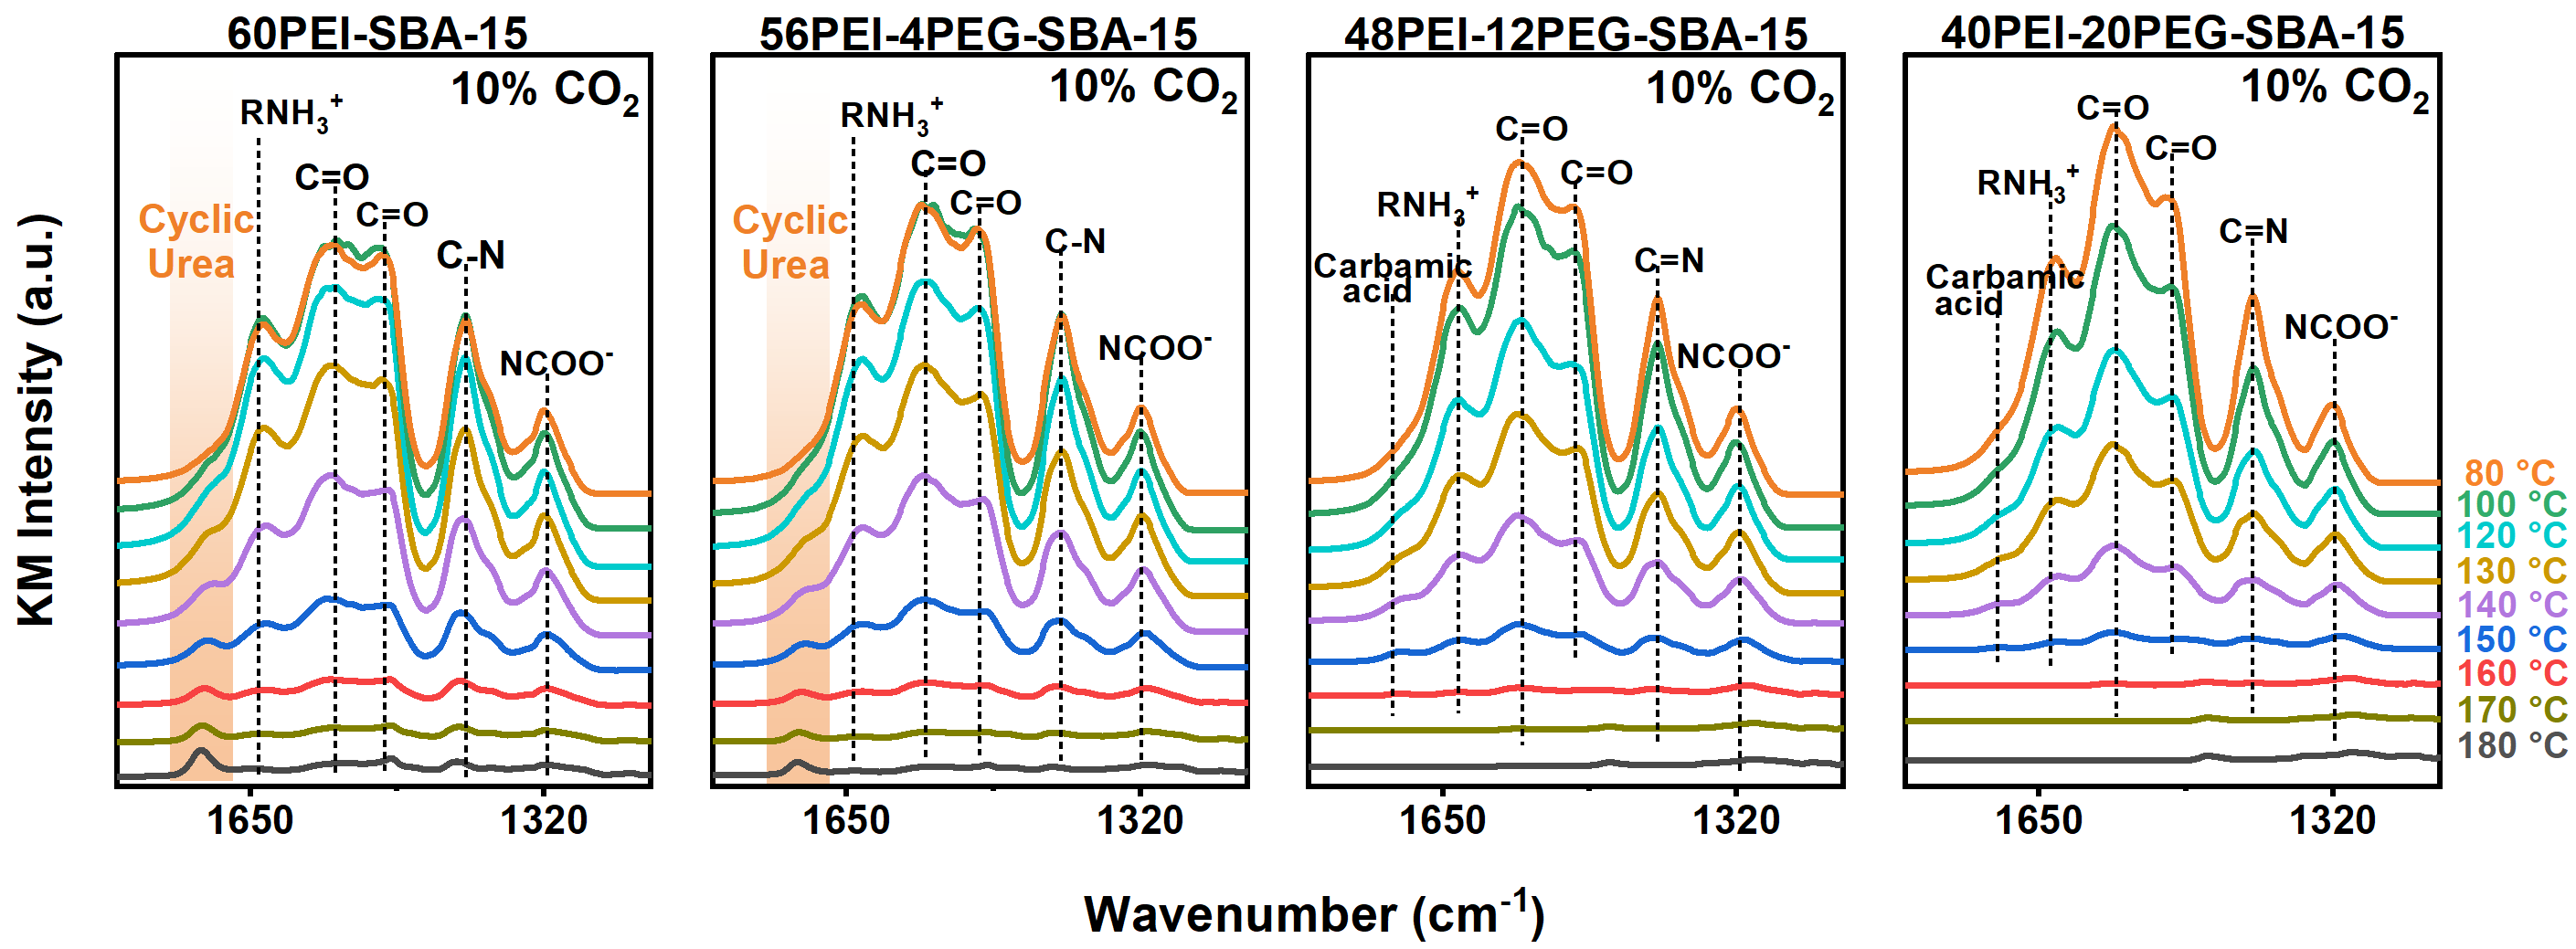 60PEI-SBA-15
10% CO2
RNH3+
C=O
C=O
Cyclic
Urea
C-N
NCOO-
1650
1320
56PEI-4PEG-SBA-15
10% CO2
RNH3+
C=O
C=O
Cyclic
Urea
C-N
NCOO-
1650
1320
48PEI-12PEG-SBA-15
10% CO2
C=O
C=O
RNH3+
Carbamic
acid
C=N
NCOO-
1650
1320
40PEI-20PEG-SBA-15
10% CO2
C=O
C=O
RNH3+
C=N
Carbamic
acid
NCOO-
1650
1320
80 °C
100 °C
120 °C
130 °C
140 °C
150 °C
160 °C
170 °C
180 °C
KM Intensity (a.u.)
Wavenumber (cm-1)